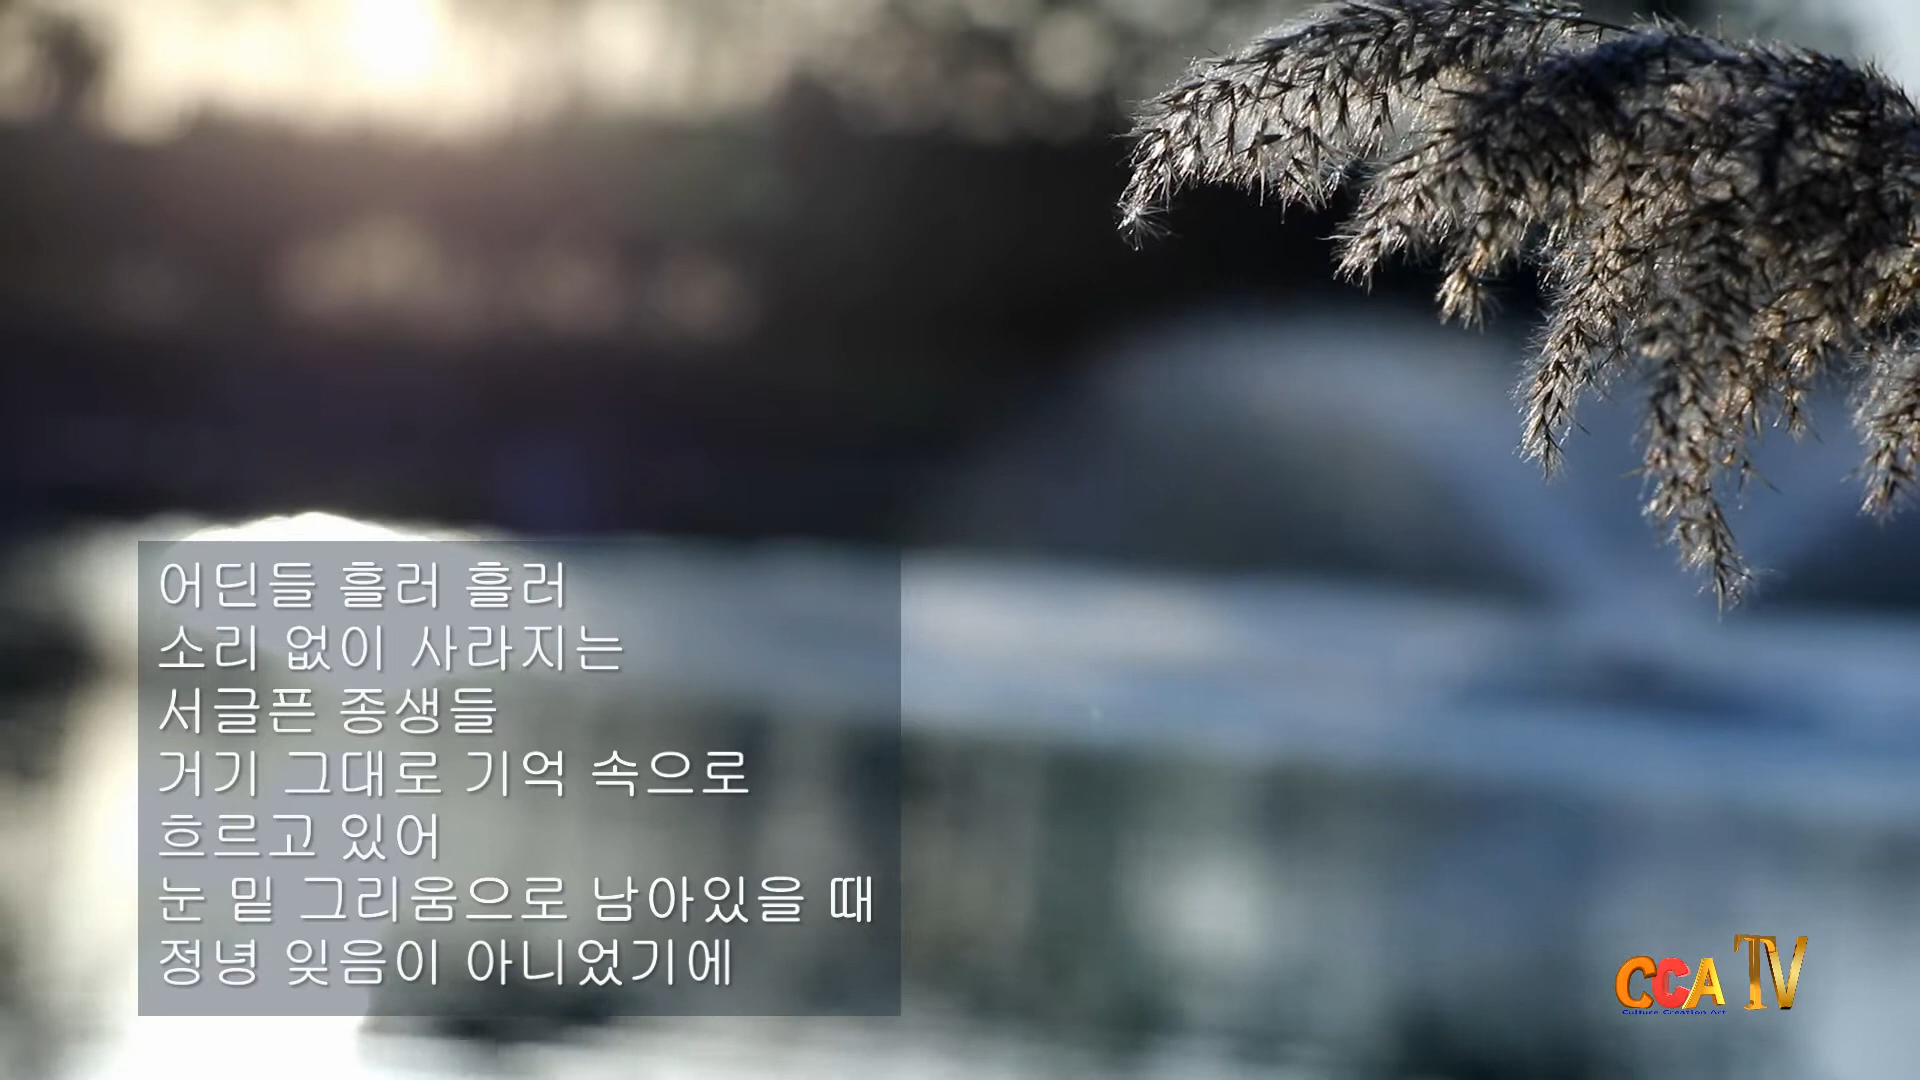 어딘들 흘러 흘러
소리 없이 사라지는
서글픈 종생들
거기 그대로 기억 속으로
흐르고 있어
눈 밑 그리움으로 남아있을 때
정녕 잊음이 아니었기에
CCA TV
Culture Creation Art